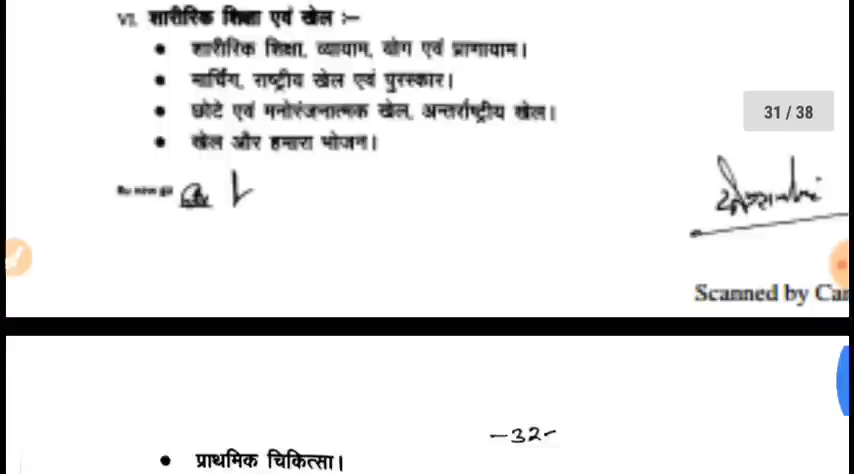 VI. शारीरिक शिक्षा एवं खेल :–
• शारीरिक शिक्षा, व्यायाम, योग एवं प्राणायाम।
• मार्चिंग, राष्ट्रीय खेल एवं पुरस्कार।
• छोटे एवं मनोरंजनात्मक खेल, अन्तर्राष्ट्रीय खेल।
31 / 38
• खेल और हमारा भोजन।
Scanned by Ca
-32-
• प्राथमिक चिकित्सा।